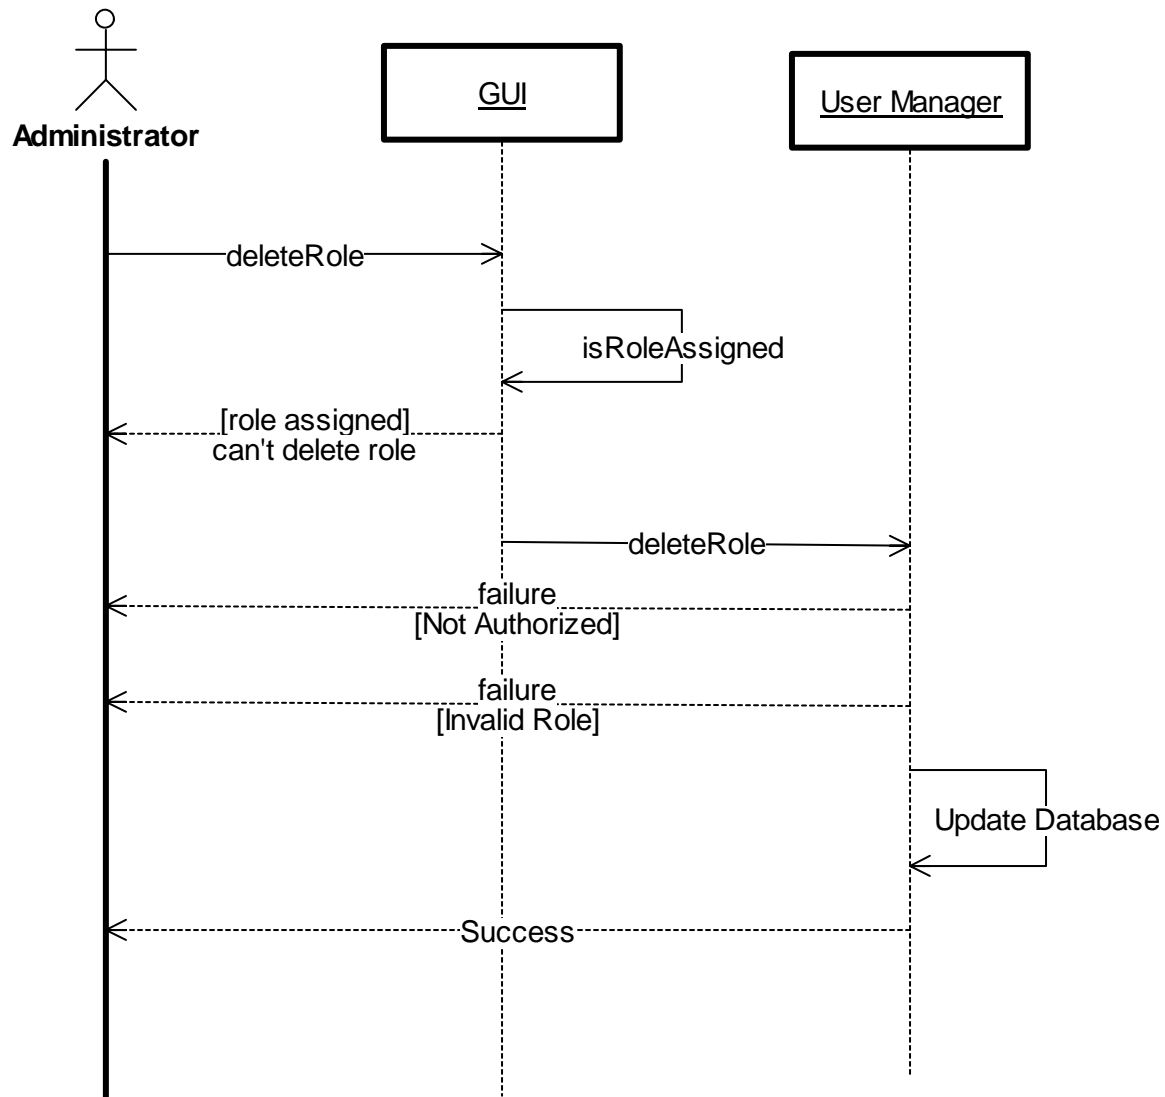 Administrator
GUI
User Manager
deleteRole
isRoleAssigned
[role assigned]
can't delete role
deleteRole
failure
[Not Authorized]
failure
[Invalid Role]
Update Database
Success